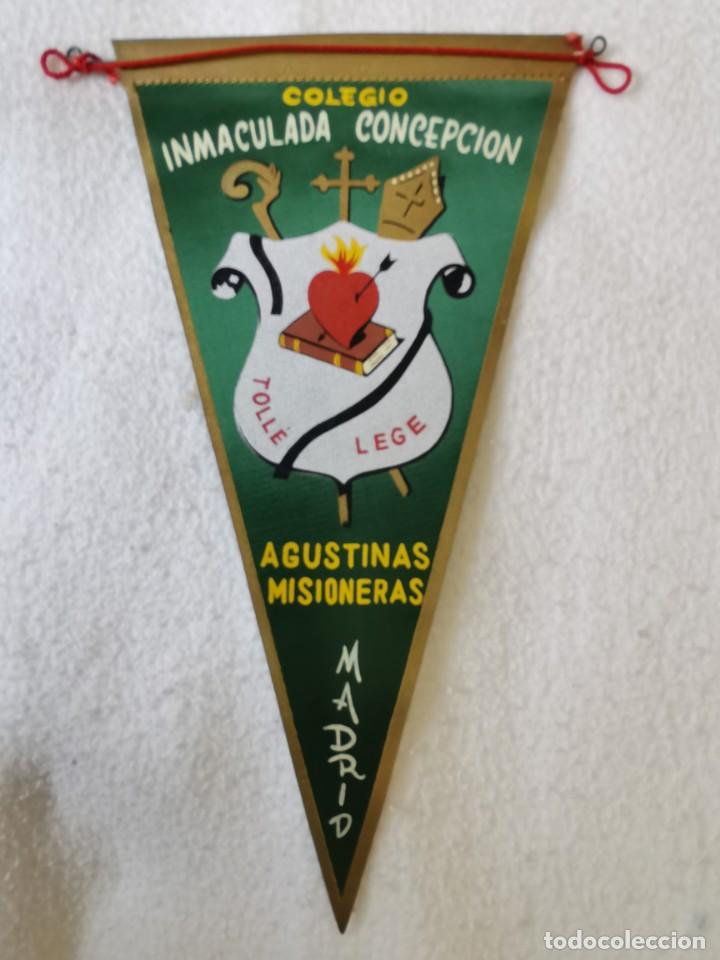 COLEGIO
INMACULADA CONCEPCION
TOLLE LEGE
AGUSTINAS
MISIONERAS
MADRID
todocoleccion